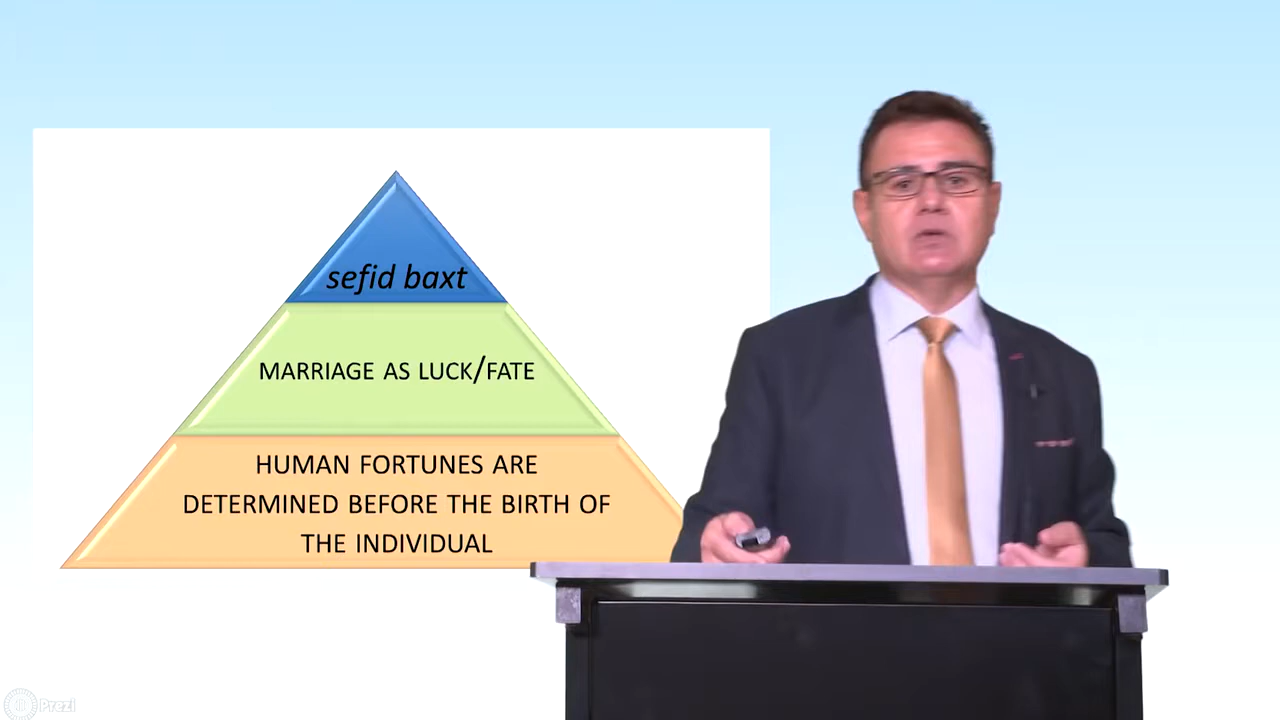 sefid baxt
MARRIAGE AS LUCK/FATE
HUMAN FORTUNES ARE
DETERMINED BEFORE THE BIRTH OF
THE INDIVIDUAL
Prezi